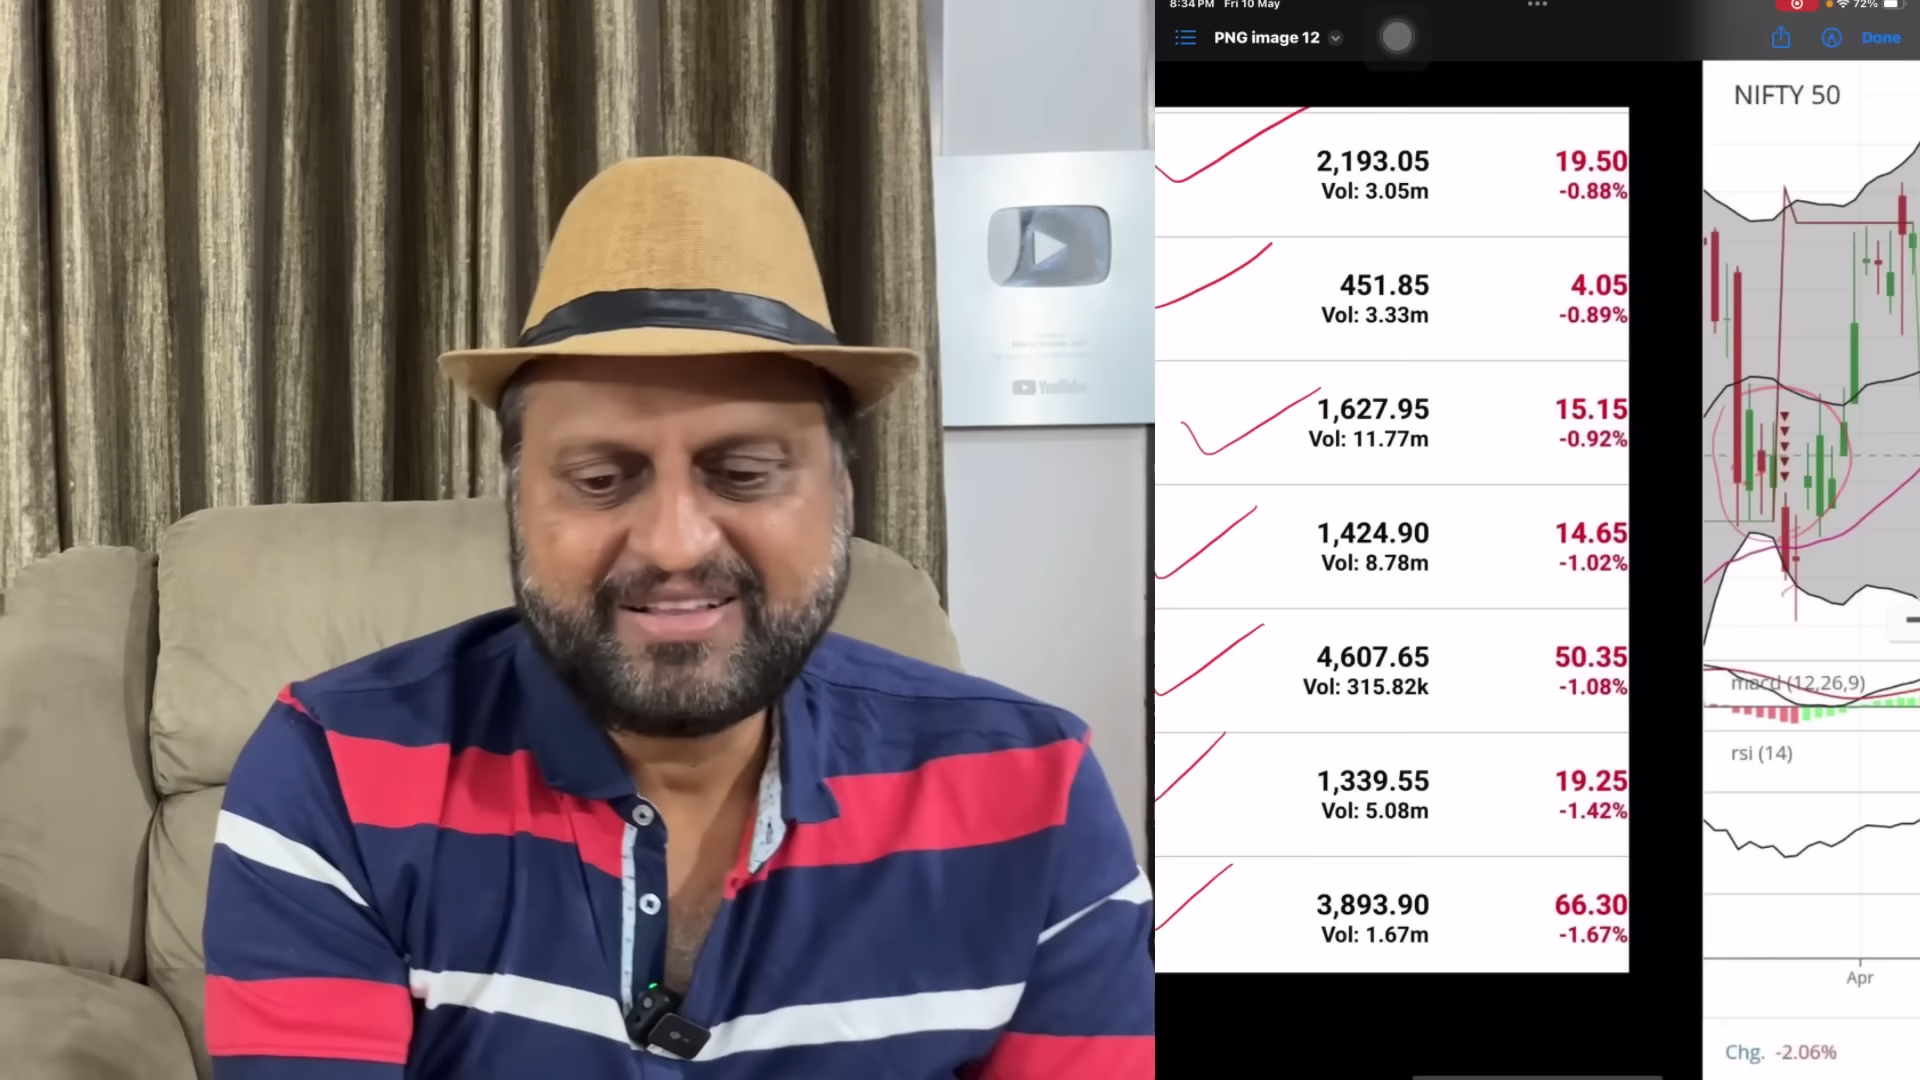 8:34 PM Fri 10 May
72%
PNG image 12
Done
NIFTY 50
2,193.05 19.50
Vol: 3.05m -0.88%
451.85 4.05
Vol: 3.33m -0.89%
1,627.95 15.15
Vol: 11.77m -0.92%
1,424.90 14.65
Vol: 8.78m -1.02%
4,607.65 50.35
Vol: 315.82k -1.08%
1,339.55 19.25
Vol: 5.08m -1.42%
3,893.90 66.30
Vol: 1.67m -1.67%
macd (12,26,9)
rsi (14)
Apr
Chg. -2.06%
YouTube